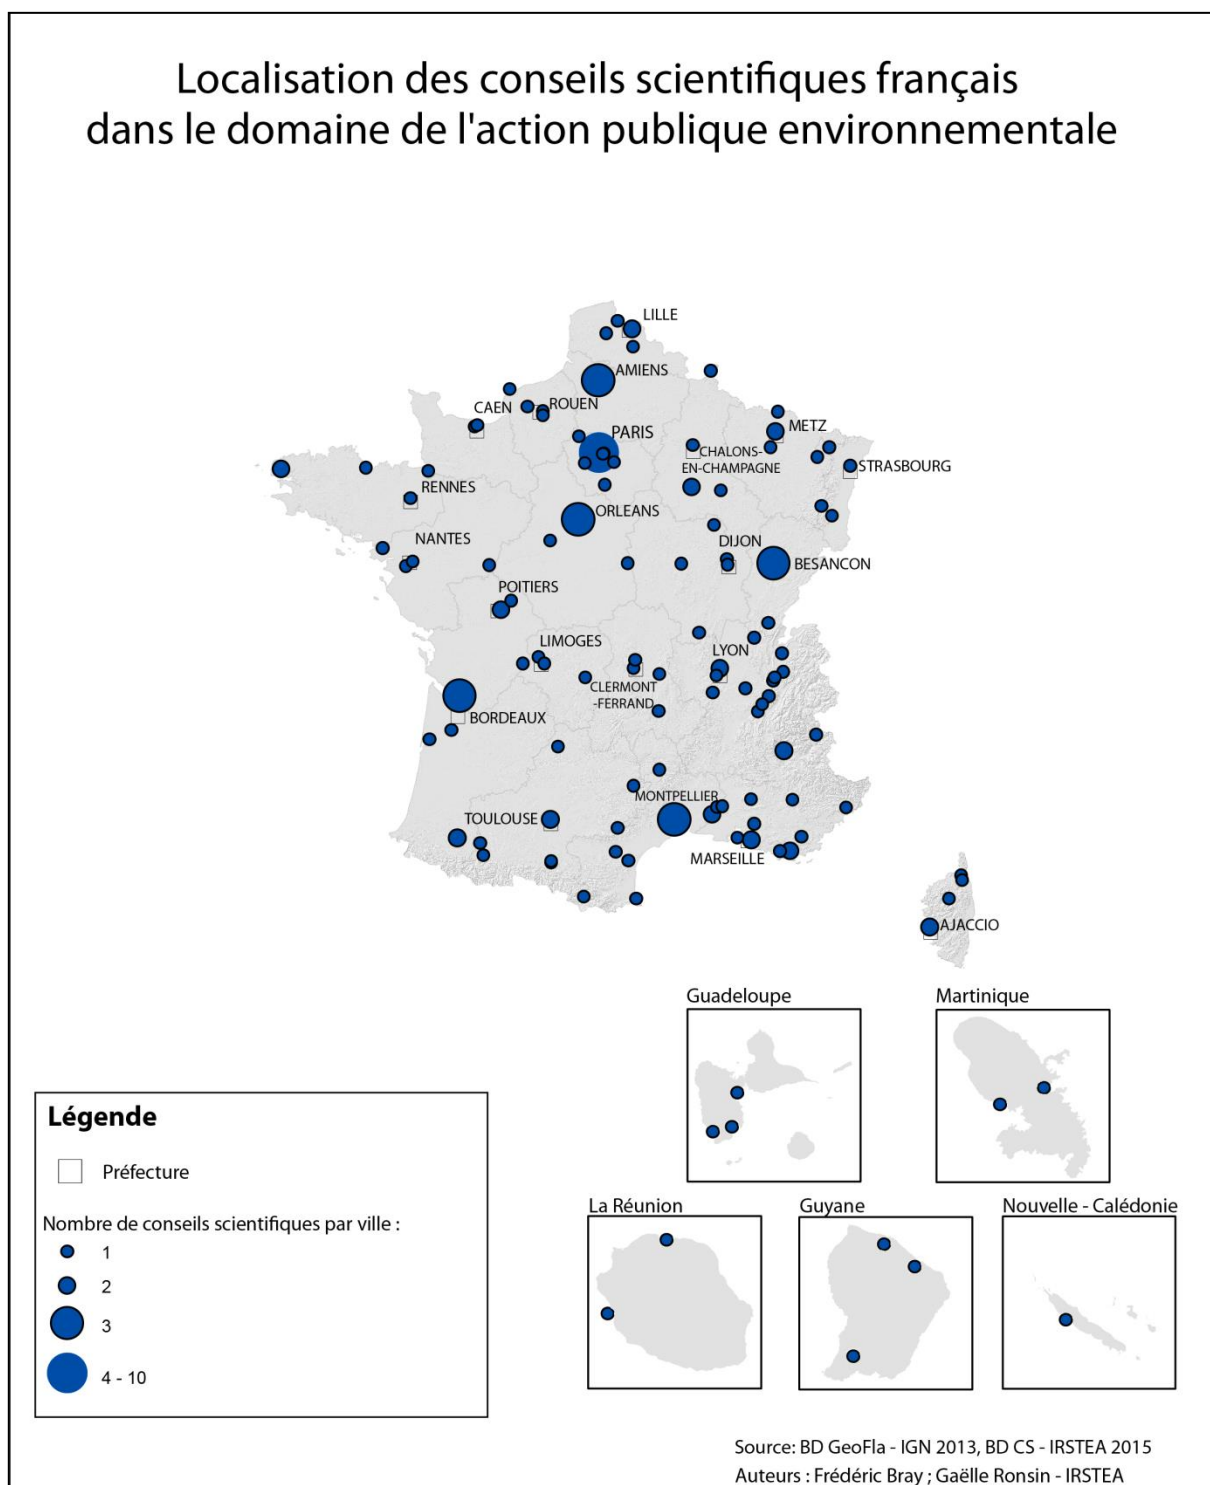 Localisation des conseils scientifiques français
dans le domaine de l'action publique environnementale
LILLE
AMIENS
ROUEN
CAEN
PARIS
METZ
CHALONS-
EN-CHAMPAGNE
STRASBOURG
RENNES
ORLEANS
NANTES
DIJON
BESANCON
POITIERS
LIMOGES
LYON
CLERMONT
-FERRAND
BORDEAUX
MONTPELLIER
TOULOUSE
MARSEILLE
AJACCIO
Guadeloupe
Martinique
La Réunion
Guyane
Nouvelle - Calédonie
Légende
Préfecture
Nombre de conseils scientifiques par ville :
1
2
3
4 - 10
Source: BD GeoFla - IGN 2013, BD CS - IRSTEA 2015
Auteurs : Frédéric Bray ; Gaëlle Ronsin - IRSTEA